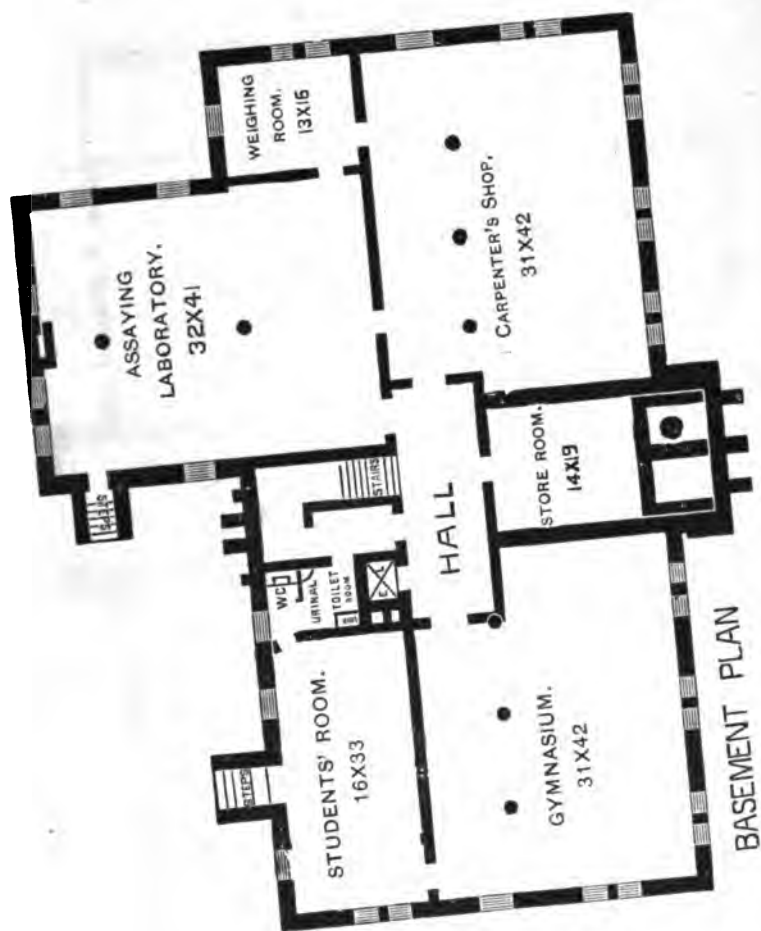 WEIGHING
ROOM.
13X16
ASSAYING
LABORATORY.
32X41
CARPENTER'S SHOP.
31X42
STEPS
STAIRS
STORE ROOM.
14X19
HALL
WC
URINAL
TOILET
ROOM
STEPS
STUDENTS' ROOM.
16X33
GYMNASIUM.
31X42
BASEMENT PLAN